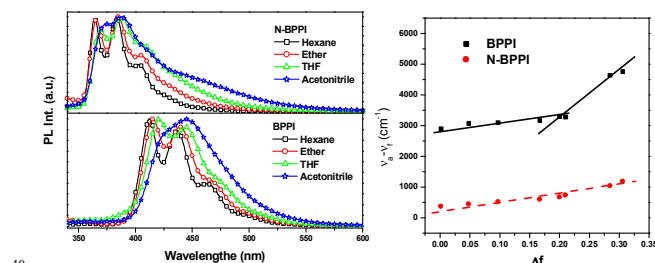 N-BPPI
Hexane
Ether
THF
Acetonitrile
BPPI
Hexane
Ether
THF
Acetonitrile
PL Int. (a.u.)
350 400 450 500 550 600
Wavelengthe (nm)
BPPI
N-BPPI
6000
5000
4000
3000
2000
1000
0
νa-νf (cm-1)
0.00 0.05 0.10 0.15 0.20 0.25 0.30 0.35
Δf
40